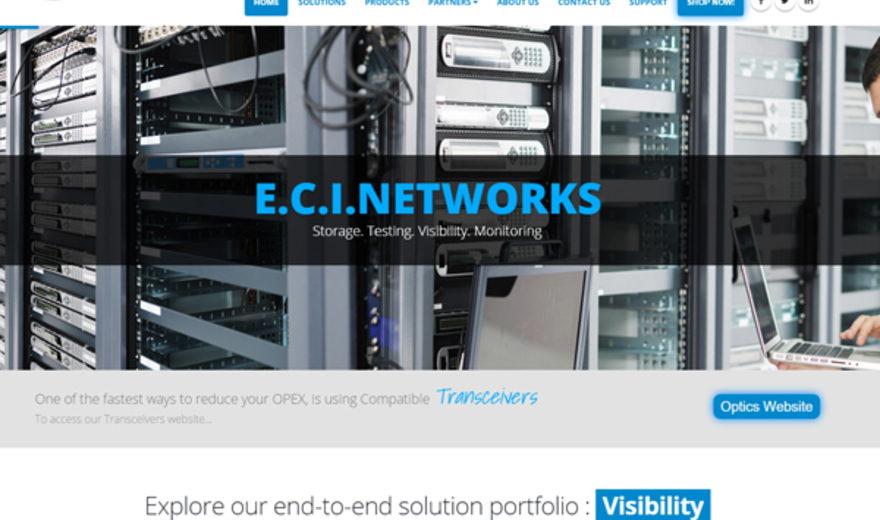 HOME SOLUTIONS PRODUCTS PARTNERS ABOUT US CONTACT US SUPPORT SHOP NOW!
E.C.I.NETWORKS
Storage. Testing. Visibility. Monitoring
One of the fastest ways to reduce your OPEX, is using Compatible Transceivers
To access our Transceivers website...
Optics Website
Explore our end-to-end solution portfolio : Visibility